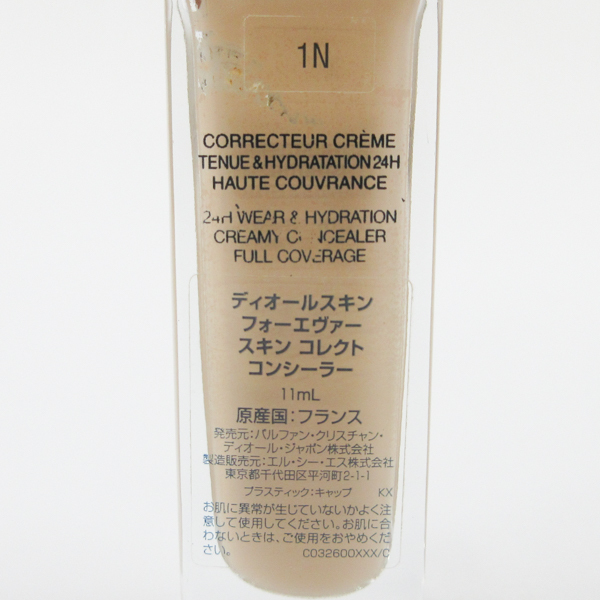 1N
CORRECTEUR CRÈME
TENUE & HYDRATATION 24H
HAUTE COUVRANCE
24H WEAR & HYDRATION
CREAMY CONCEALER
FULL COVERAGE
ディオールスキン
フォーエヴァー
スキン コレクト
コンシーラー
11mL
原産国:フランス
発売元:パルファン・クリスチャン・
ディオール・ジャポン株式会社
製造販売元:エル・シー・エス株式会社
東京都千代田区平河町2-1-1
プラスティック:キャップ KX
お肌に異常が生じていないかよく注
意して使用してください。お肌に合
わないときは、ご使用をおやめくだ
さい。 C032600XXX/C